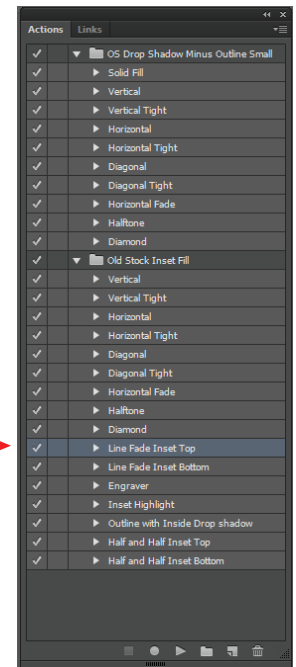 Actions Links
OS Drop Shadow Minus Outline Small
Solid Fill
Vertical
Vertical Tight
Horizontal
Horizontal Tight
Diagonal
Diagonal Tight
Horizontal Fade
Halftone
Diamond
Old Stock Inset Fill
Vertical
Vertical Tight
Horizontal
Horizontal Tight
Diagonal
Diagonal Tight
Horizontal Fade
Halftone
Diamond
Line Fade Inset Top
Line Fade Inset Bottom
Engraver
Inset Highlight
Outline with Inside Drop shadow
Half and Half Inset Top
Half and Half Inset Bottom